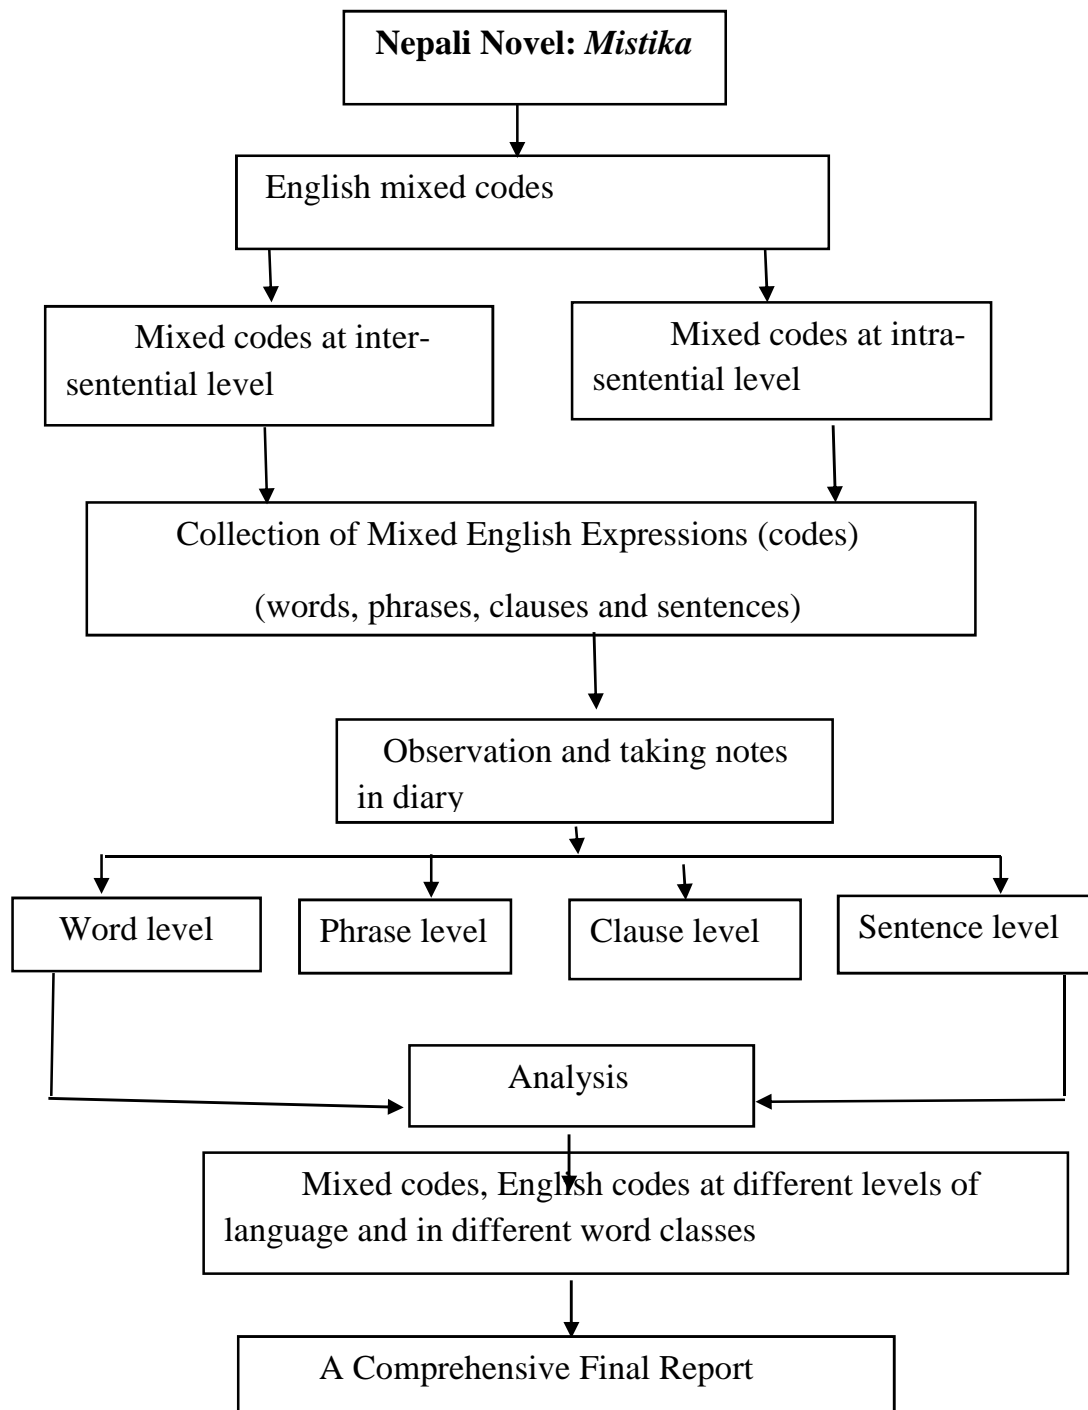 Nepali Novel: Mistika
English mixed codes
Mixed codes at inter-
sentential level
Mixed codes at intra-
sentential level
Collection of Mixed English Expressions (codes)
(words, phrases, clauses and sentences)
Observation and taking notes
in diary
Word level
Phrase level
Clause level
Sentence level
Analysis
Mixed codes, English codes at different levels of
language and in different word classes
A Comprehensive Final Report